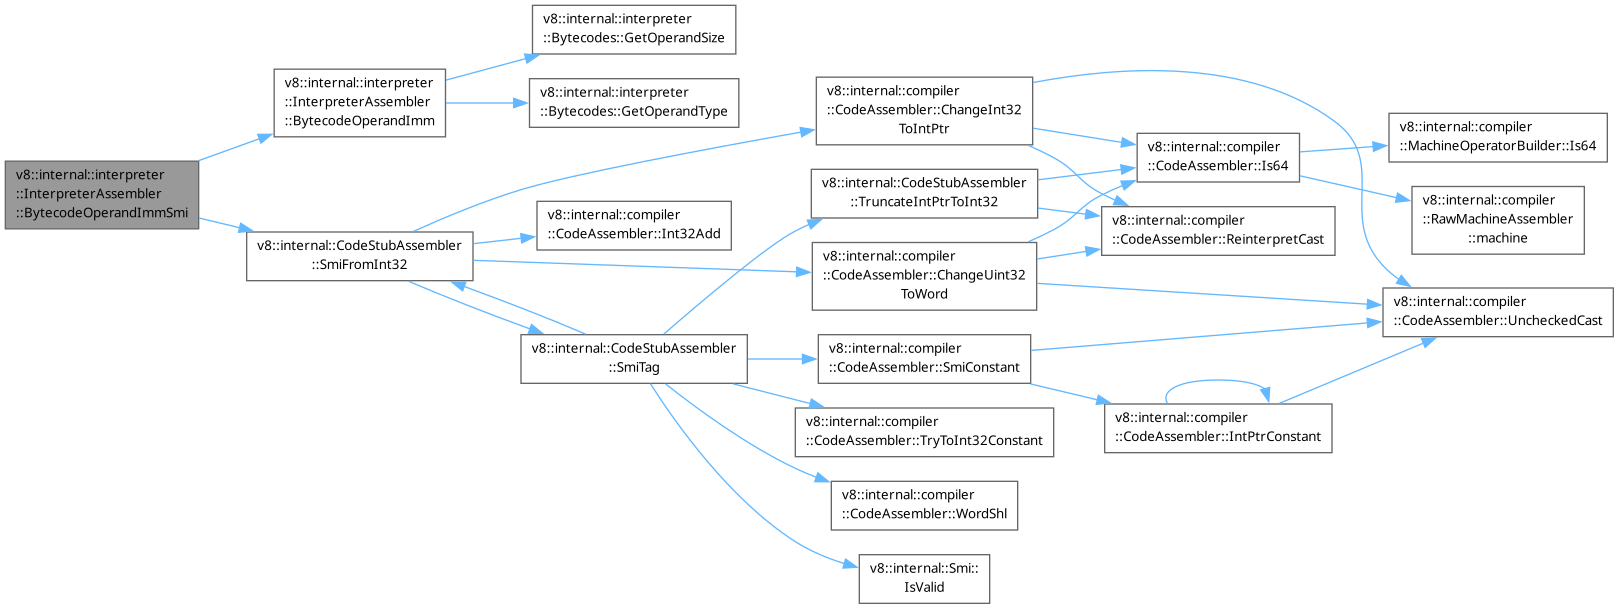 v8::internal::interpreter
::InterpreterAssembler
::BytecodeOperandImmSmi
v8::internal::interpreter
::InterpreterAssembler
::BytecodeOperandImm
v8::internal::interpreter
::Bytecodes::GetOperandSize
v8::internal::interpreter
::Bytecodes::GetOperandType
v8::internal::CodeStubAssembler
::SmiFromInt32
v8::internal::compiler
::CodeAssembler::Int32Add
v8::internal::CodeStubAssembler
::SmiTag
v8::internal::compiler
::CodeAssembler::ChangeInt32
ToIntPtr
v8::internal::CodeStubAssembler
::TruncateIntPtrToInt32
v8::internal::compiler
::CodeAssembler::ChangeUint32
ToWord
v8::internal::compiler
::CodeAssembler::SmiConstant
v8::internal::compiler
::CodeAssembler::TryToInt32Constant
v8::internal::compiler
::CodeAssembler::WordShl
v8::internal::Smi::
IsValid
v8::internal::compiler
::CodeAssembler::Is64
v8::internal::compiler
::CodeAssembler::ReinterpretCast
v8::internal::compiler
::CodeAssembler::IntPtrConstant
v8::internal::compiler
::MachineOperatorBuilder::Is64
v8::internal::compiler
::RawMachineAssembler
::machine
v8::internal::compiler
::CodeAssembler::UncheckedCast